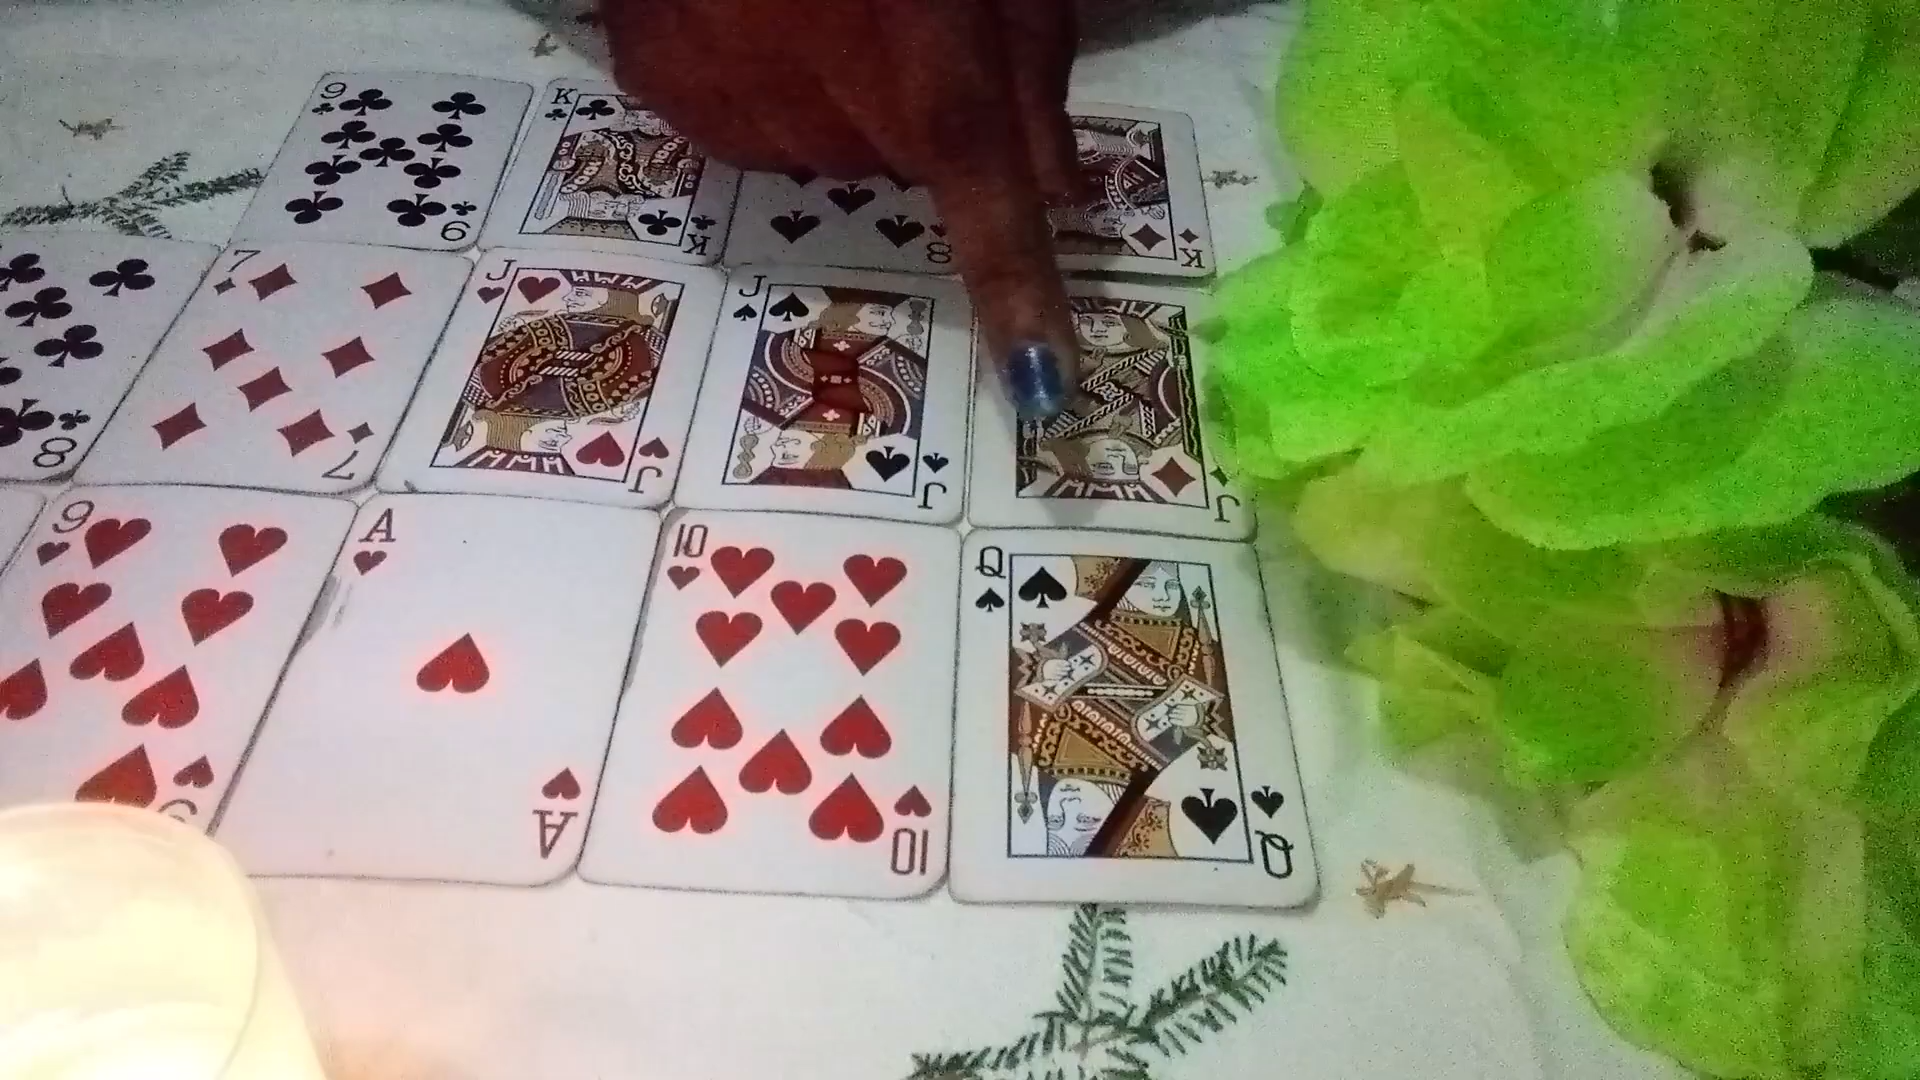 9 K
9 K 8 K
7 J J
8 7 J J J
9 A 10 Q
A 10 Q